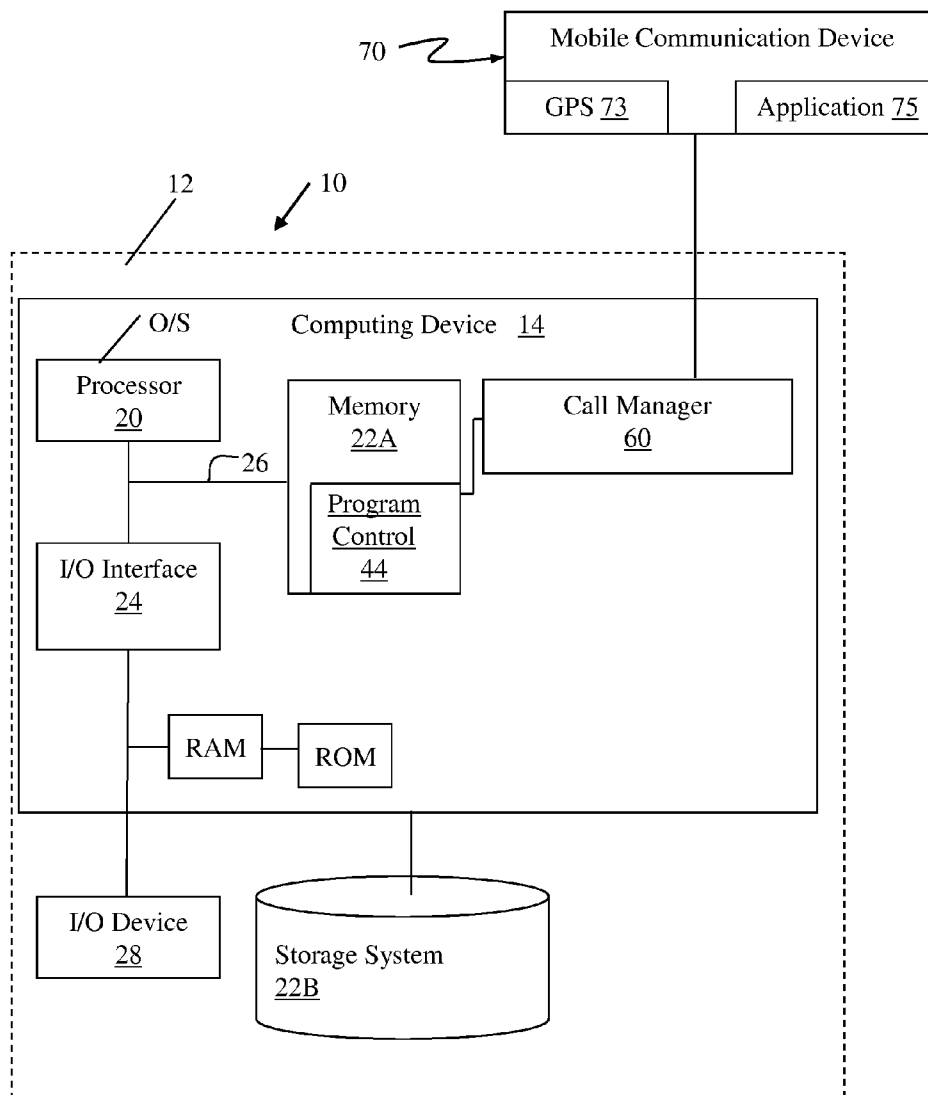 70
Mobile Communication Device
GPS 73
Application 75
12
10
O/S
Computing Device 14
Processor
20
Memory
22A
Call Manager
60
26
Program
Control
44
I/O Interface
24
RAM
ROM
I/O Device
28
Storage System
22B